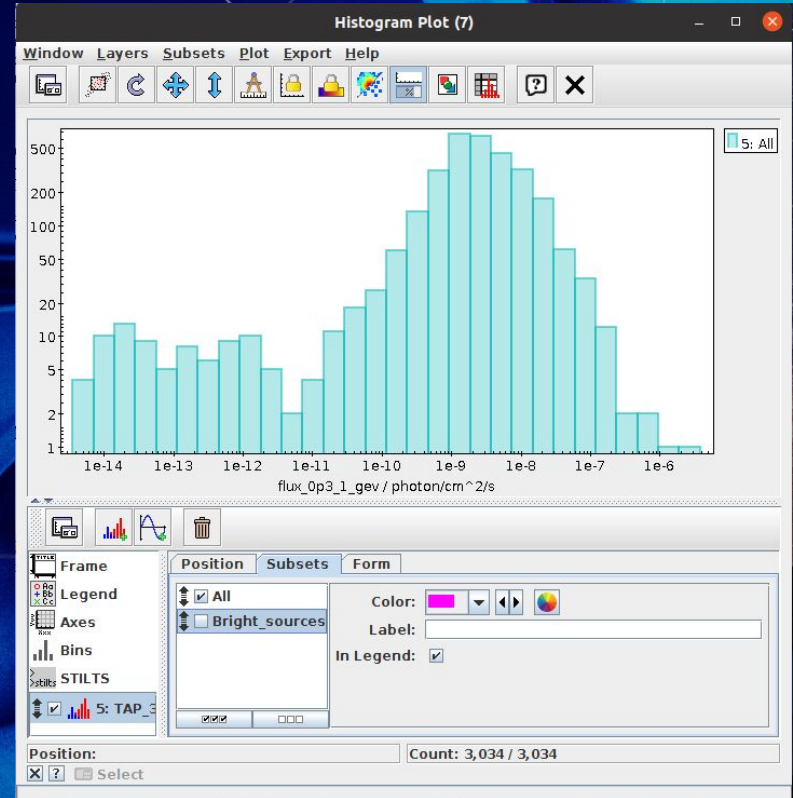 Histogram Plot (7)
Window Layers Subsets Plot Export Help
500
200
100
50
20
10
5
2
1
1e-14 1e-13 1e-12 1e-11 1e-10 1e-9 1e-8 1e-7 1e-6
flux_0p3_1_gev / photon/cm^2/s
5: All
Frame
Legend
Axes
Bins
STILTS
5: TAP_3
Position Subsets Form
All
Bright_sources
Color:
Label:
In Legend:
Position:
Count: 3,034 / 3,034
Select